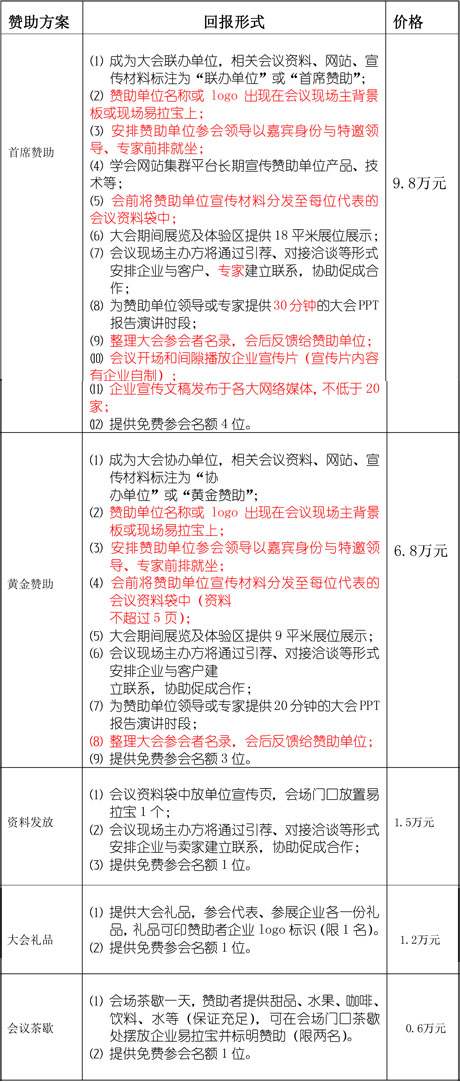 赞助方案 回报形式 价格
首席赞助
⑴ 成为大会联办单位，相关会议资料、网站、宣
传材料标注为“联办单位”或“首席赞助”；
⑵ 赞助单位名称或 logo 出现在会议现场主背景
板或现场易拉宝上；
⑶ 安排赞助单位参会领导以嘉宾身份与特邀领
导、专家前排就坐；
⑷ 学会网站集群平台长期宣传赞助单位产品、技
术等；
⑸ 会前将赞助单位宣传材料分发至每位代表的
会议资料袋中；
⑹ 大会期间展览及体验区提供 18 平米展位展示；
⑺ 会议现场主办方将通过引荐、对接洽谈等形式
安排企业与客户、专家建立联系，协助促成合
作；
⑻ 为赞助单位领导或专家提供 30 分钟的大会 PPT
报告演讲时段；
⑼ 整理大会参会者名录，会后反馈给赞助单位；
⑽ 会议开场和间隙播放企业宣传片（宣传片内容
有企业自制）；
⑾ 企业宣传文稿发布于各大网络媒体，不低于 20
家；
⑿ 提供免费参会名额 4 位。
9.8万元
黄金赞助
⑴ 成为大会协办单位，相关会议资料、网站、宣
传材料标注为“协
办单位”或“黄金赞助”；
⑵ 赞助单位名称或 logo 出现在会议现场主背景
板或现场易拉宝上；
⑶ 安排赞助单位参会领导以嘉宾身份与特邀领
导、专家前排就坐；
⑷ 会前将赞助单位宣传材料分发至每位代表的
会议资料袋中（资料
不超过 5 页）；
⑸ 大会期间展览及体验区提供 9 平米展位展示；
⑹ 会议现场主办方将通过引荐、对接洽谈等形式
安排企业与客户建
立联系，协助促成合作；
⑺ 为赞助单位领导或专家提供 20 分钟的大会 PPT
报告演讲时段；
⑻ 整理大会参会者名录，会后反馈给赞助单位；
⑼ 提供免费参会名额 3 位。
6.8万元
资料发放
⑴ 会议资料袋中放单位宣传页，会场门口放置易
拉宝 1 个；
⑵ 会议现场主办方将通过引荐、对接洽谈等形式
安排企业与卖家建立联系，协助促成合作；
⑶ 提供免费参会名额 1 位。
1.5万元
大会礼品
⑴ 提供大会礼品，参会代表、参展企业各一份礼
品，礼品可印赞助者企业 logo 标识（限 1 名）。
⑵ 提供免费参会名额 1 位。
1.2万元
会议茶歇
⑴ 会场茶歇一天，赞助者提供甜品、水果、咖啡、
饮料、水等（保证充足），可在会场门口茶歇
处摆放企业易拉宝并标明赞助（限两名）。
⑵ 提供免费参会名额 1 位。
0.6万元